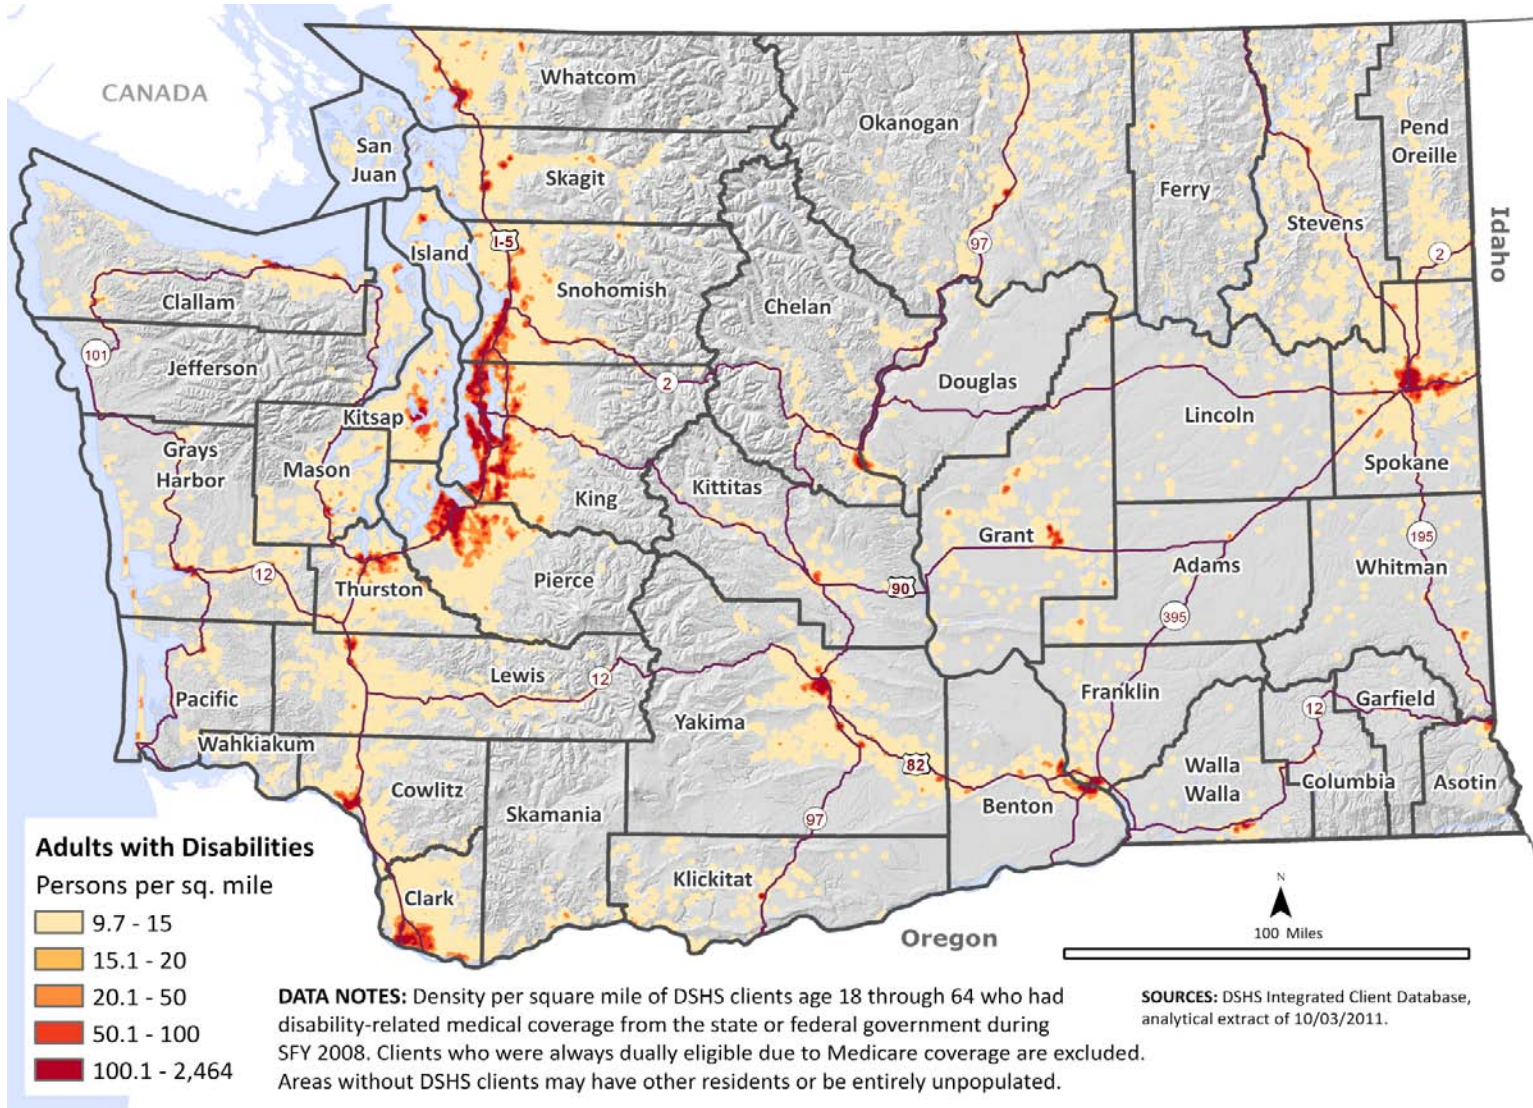 CANADA
Whatcom
Okanogan
San
Juan
Skagit
Ferry
Pend
Oreille
Stevens
Idaho
Island
I-5
97
2
Clallam
Snohomish
Chelan
101
Jefferson
2
Douglas
Lincoln
Kitsap
Grays
Harbor
Mason
King
Kittitas
Spokane
Grant
195
12
Thurston
Pierce
90
Adams
Whitman
395
Pacific
Lewis
12
Yakima
Franklin
12
Garfield
Wahkiakum
82
Cowlitz
Skamania
97
Benton
Walla
Walla
Columbia
Asotin
Clark
Klickitat
Oregon
N
100 Miles
Adults with Disabilities
Persons per sq. mile
9.7 - 15
15.1 - 20
20.1 - 50
50.1 - 100
100.1 - 2,464
DATA NOTES: Density per square mile of DSHS clients age 18 through 64 who had
disability-related medical coverage from the state or federal government during
SFY 2008. Clients who were always dually eligible due to Medicare coverage are excluded.
Areas without DSHS clients may have other residents or be entirely unpopulated.
SOURCES: DSHS Integrated Client Database,
analytical extract of 10/03/2011.